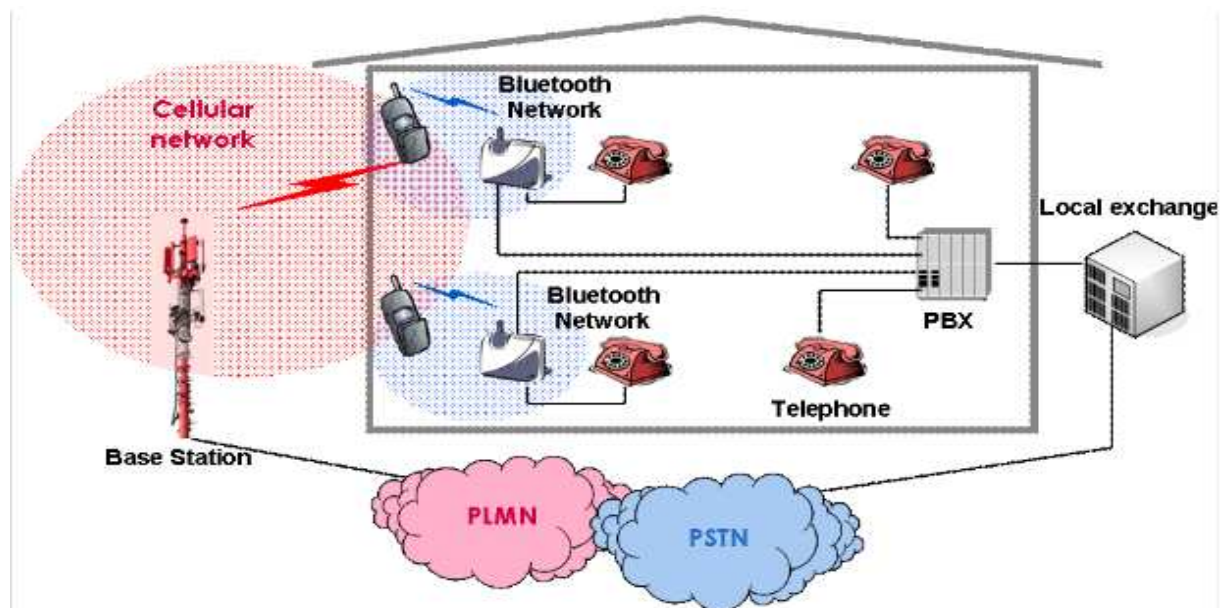 Cellular
network
Bluetooth
Network
Local exchange
Bluetooth
Network
PBX
Telephone
Base Station
PLMN
PSTN